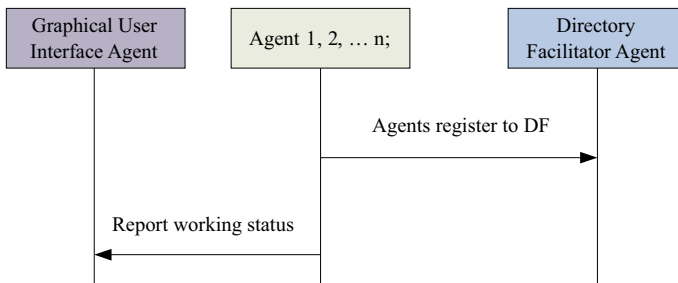 Graphical User
Interface Agent
Agent 1, 2, … n;
Directory
Facilitator Agent
Agents register to DF
Report working status